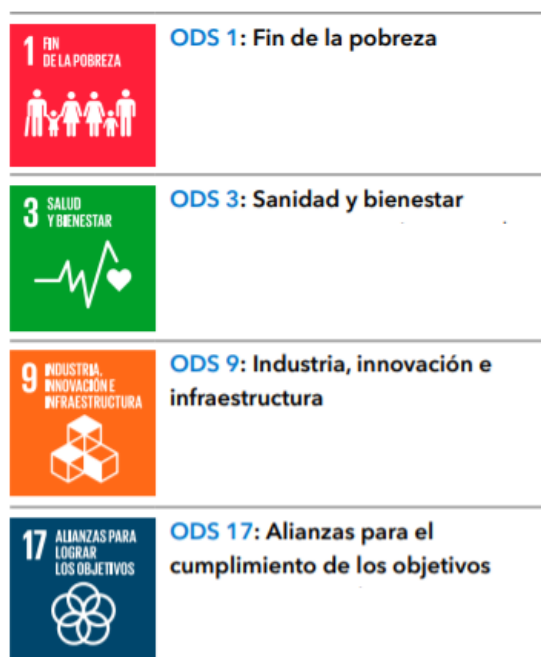 1 FIN
DE LA POBREZA
ODS 1: Fin de la pobreza
3 SALUD
Y BIENESTAR
ODS 3: Sanidad y bienestar
9 INDUSTRIA,
INNOVACIÓN E
INFRAESTRUCTURA
ODS 9: Industria, innovación e
infraestructura
17 ALIANZAS PARA
LOGRAR
LOS OBJETIVOS
ODS 17: Alianzas para el
cumplimiento de los objetivos